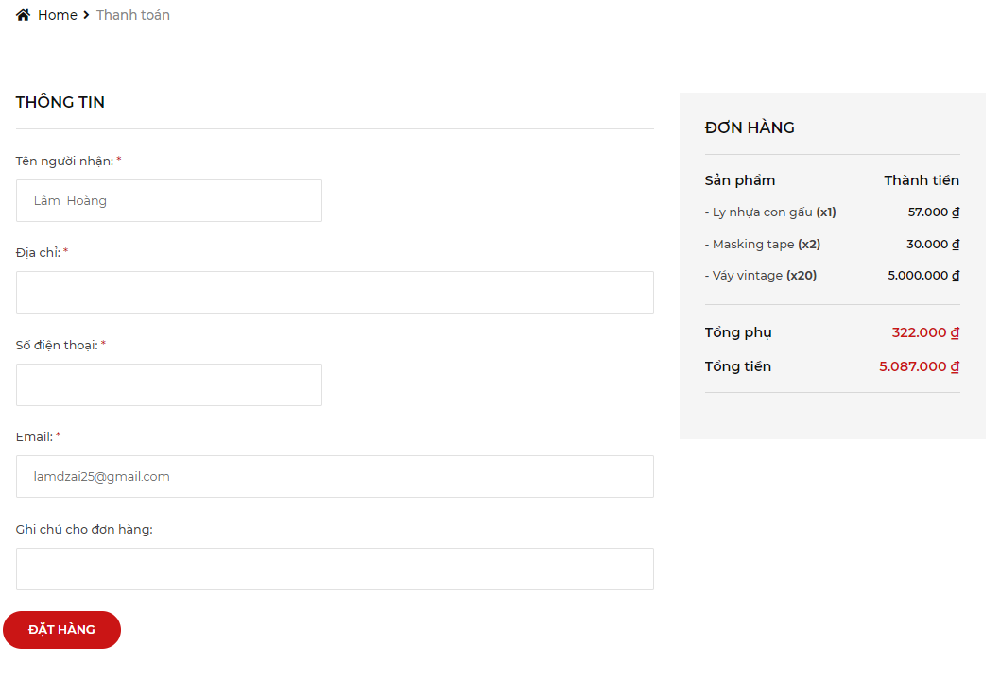 Home > Thanh toán
THÔNG TIN
Tên người nhận: *
Lâm  Hoàng
Địa chỉ: *
Số điện thoại: *
Email: *
lamdzai25@gmail.com
Ghi chú cho đơn hàng:
ĐẶT HÀNG
ĐƠN HÀNG
Sản phẩm Thành tiền
- Ly nhựa con gấu (x1) 57.000 ₫
- Masking tape (x2) 30.000 ₫
- Váy vintage (x20) 5.000.000 ₫
Tổng phụ 322.000 ₫
Tổng tiền 5.087.000 ₫